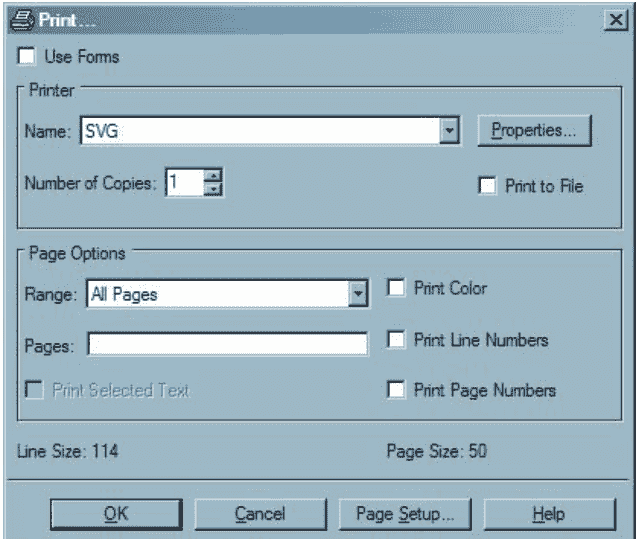 Print...
Use Forms
Printer
Name: SVG Properties...
Number of Copies: 1 Print to File
Page Options
Range: All Pages Print Color
Pages: Print Line Numbers
Print Selected Text Print Page Numbers
Line Size: 114 Page Size: 50
OK Cancel Page Setup... Help